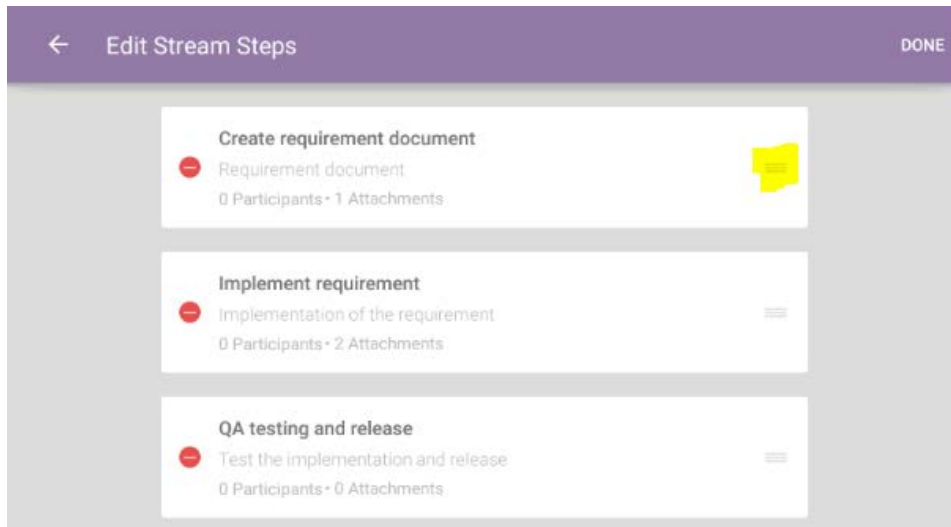 Edit Stream Steps
DONE
Create requirement document
Requirement document
0 Participants • 1 Attachments
Implement requirement
Implementation of the requirement
0 Participants • 2 Attachments
QA testing and release
Test the implementation and release
0 Participants • 0 Attachments